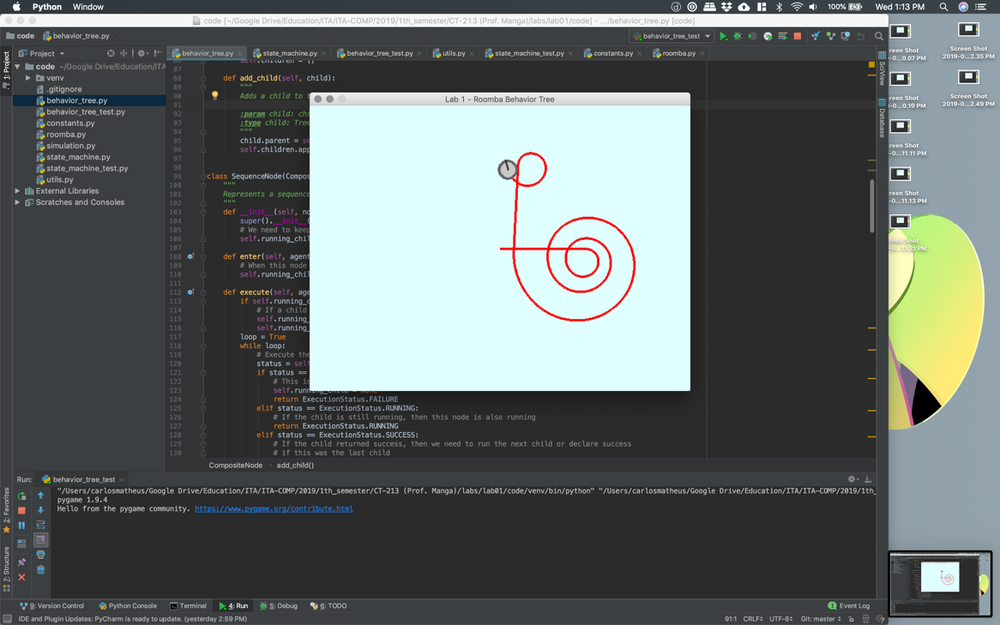 Python Window
100% Wed 1:13 PM
code [~/Google Drive/Education/ITA/ITA-COMP/2019/1th_semester/CT-213 (Prof. Manga)/labs/lab01/code] - .../behavior_tree.py [code]
code behavior_tree.py
behavior_tree_test
Project
behavior_tree.py state_machine.py behavior_tree_test.py utils.py state_machine_test.py constants.py roomba.py
1: Project
code ~/Google Drive/Education/ITA
venv
.gitignore
behavior_tree.py
behavior_tree_test.py
constants.py
roomba.py
simulation.py
state_machine.py
state_machine_test.py
utils.py
External Libraries
Scratches and Consoles
87
88 def add_child(self, child):
89 """
90 Adds a child to
91
92 :param child: chi
93 :type child: Tree
94 """
95 child.parent = se
96 self.children.app
97
98
99 class SequenceNode(Compos
100 """
101 Represents a sequence
102 """
103 def __init__(self, no
104 super().__init__(
105 # We need to keep
106 self.running_chil
107
108 def enter(self, agent
109 # When this node
110 self.running_chil
111
112 def execute(self, age
113 if self.running_c
114 # If a child
115 self.running_
116 self.running_
117 loop = True
118 while loop:
119 # Execute the
120 status = self
121 if status ==
122 # This is
123 self.running_child = None
124 return ExecutionStatus.FAILURE
125 elif status == ExecutionStatus.RUNNING:
126 # If the child is still running, then this node is also running
127 return ExecutionStatus.RUNNING
128 elif status == ExecutionStatus.SUCCESS:
129 # If the child returned success, then we need to run the next child or declare success
130 # if this was the last child
CompositeNode › add_child()
Lab 1 - Roomba Behavior Tree
SciView
Database
Screen Shot
2019-0...2.35 PM
Screen Shot
2019-0...2.49 PM
reen Shot
-0...0.07 PM
reen Shot
-0...0.19 PM
reen Shot
-0...11.11 PM
reen Shot
-0...11.13 PM
reen Shot
-0...11.21 PM
Run: behavior_tree_test
"/Users/carlosmatheus/Google Drive/Education/ITA/ITA-COMP/2019/1th_semester/CT-213 (Prof. Manga)/labs/lab01/code/venv/bin/python" "/Users/carlosmatheus/Google Drive/Education/ITA/ITA-COMP/2019/1th_
pygame 1.9.4
Hello from the pygame community. https://www.pygame.org/contribute.html
2: Favorites
7: Structure
9: Version Control Python Console Terminal 4: Run 5: Debug 6: TODO
1 Event Log
IDE and Plugin Updates: PyCharm is ready to update. (yesterday 2:59 PM)
91:1 CRLF UTF-8 Git: master